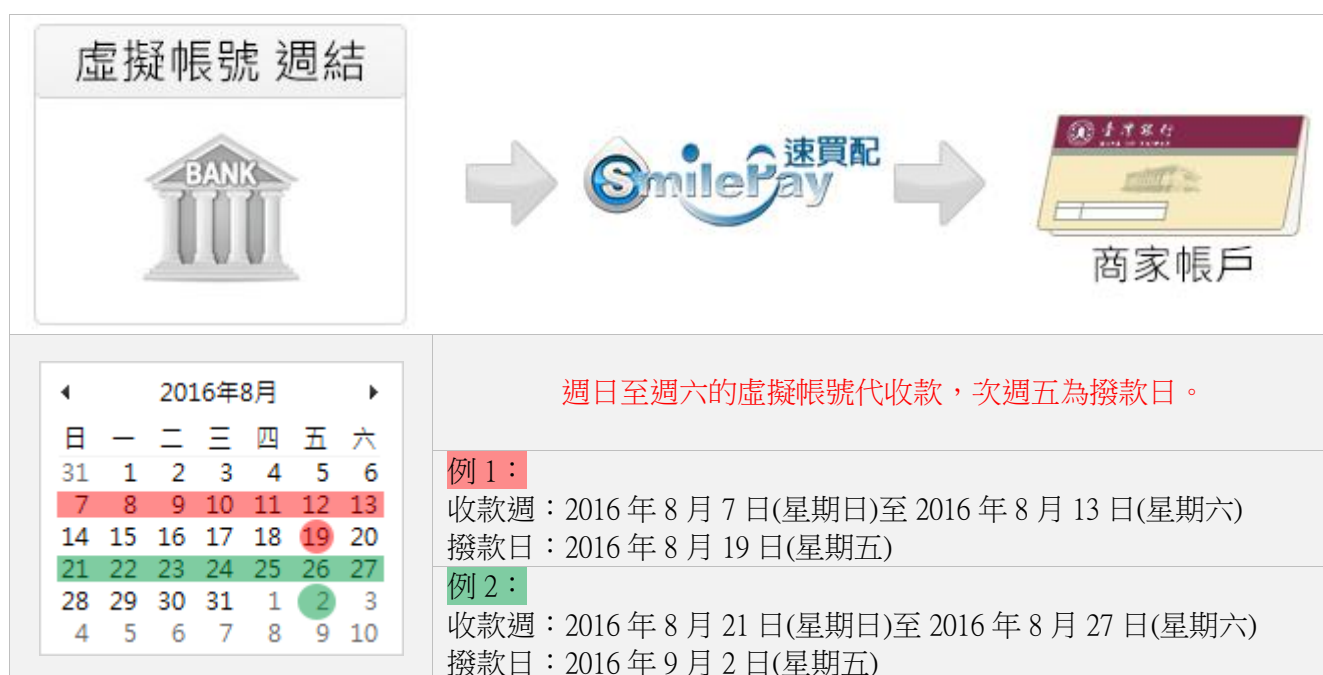 虛擬帳號 週結
BANK
SmilePay 速買配
臺灣銀行
BANK OF TAIWAN
商家帳戶
2016年8月
日 一 二 三 四 五 六
31 1 2 3 4 5 6
7 8 9 10 11 12 13
14 15 16 17 18 19 20
21 22 23 24 25 26 27
28 29 30 31 1 2 3
4 5 6 7 8 9 10
週日至週六的虛擬帳號代收款，次週五為撥款日。
例 1：
收款週：2016 年 8 月 7 日(星期日)至 2016 年 8 月 13 日(星期六)
撥款日：2016 年 8 月 19 日(星期五)
例 2：
收款週：2016 年 8 月 21 日(星期日)至 2016 年 8 月 27 日(星期六)
撥款日：2016 年 9 月 2 日(星期五)